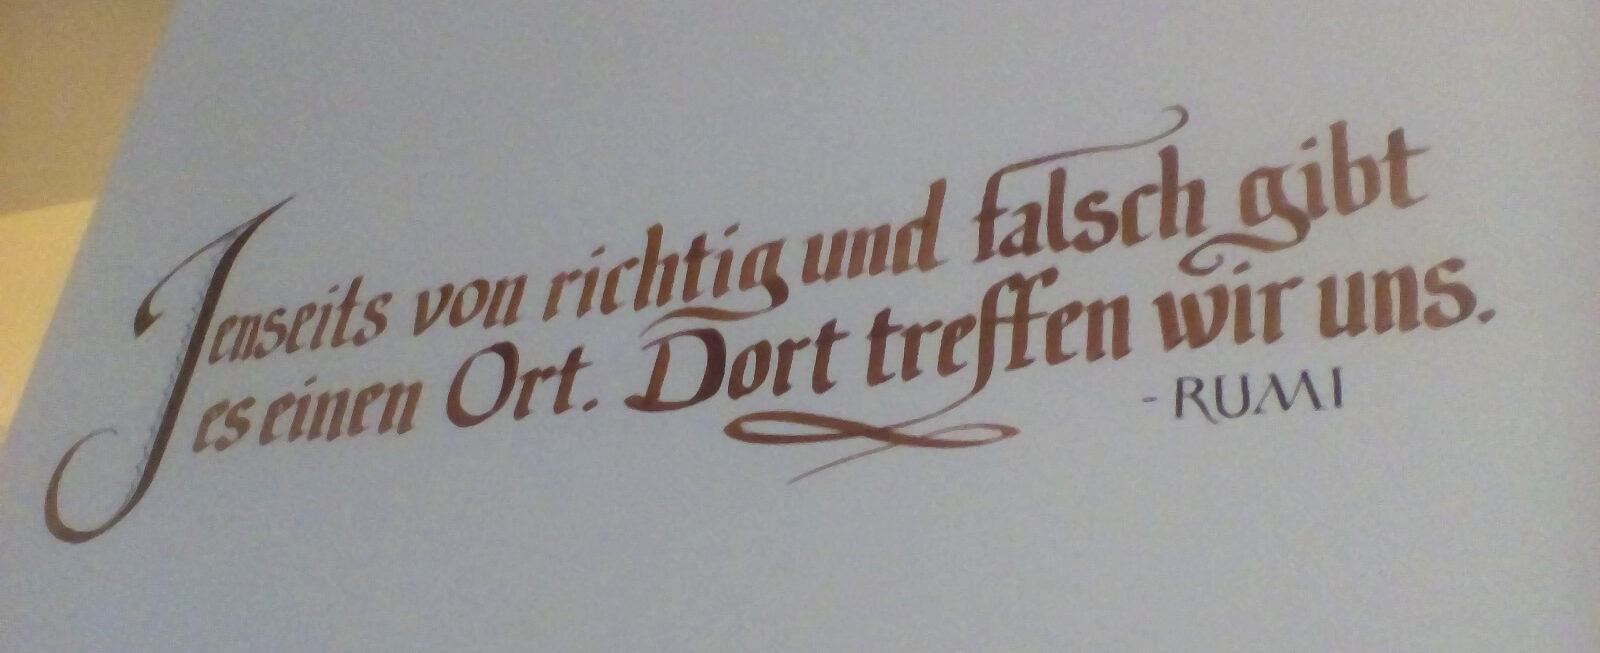 Jenseits von richtig und falsch gibt
es einen Ort. Dort treffen wir uns.
- RUMI